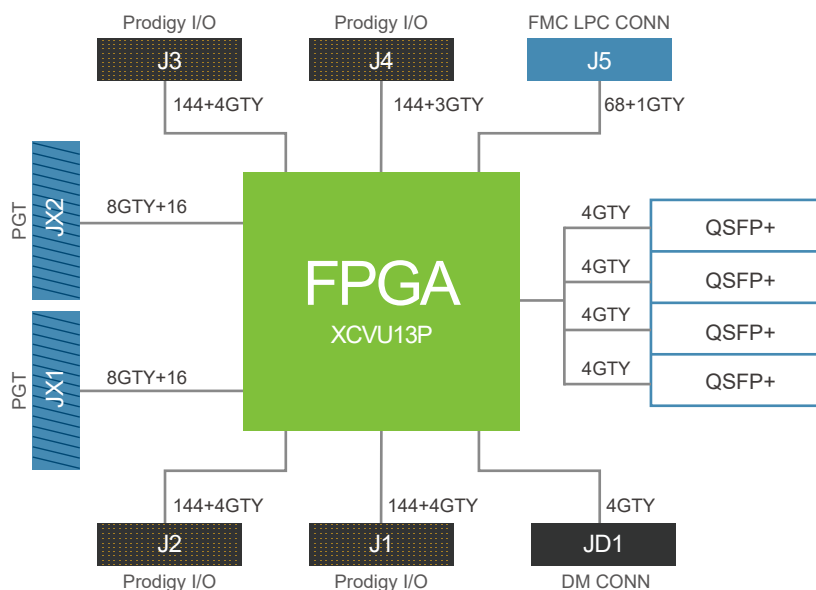 Prodigy I/O
Prodigy I/O
FMC LPC CONN
J3
J4
J5
144+4GTY
144+3GTY
68+1GTY
PGT
JX2
8GTY+16
4GTY
QSFP+
4GTY
QSFP+
FPGA
XCVU13P
4GTY
QSFP+
4GTY
QSFP+
PGT
JX1
8GTY+16
144+4GTY
144+4GTY
4GTY
J2
J1
JD1
Prodigy I/O
Prodigy I/O
DM CONN